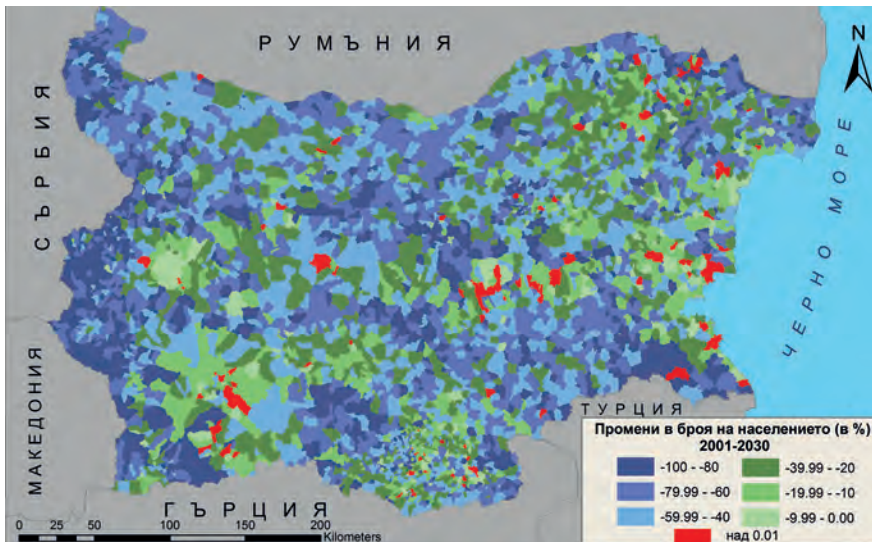 РУМЪНИЯ
N
СЪРБИЯ
ЧЕРНО МОРЕ
МАКЕДОНИЯ
ТУРЦИЯ
ГЪРЦИЯ
Промени в броя на населението (в %)
2001-2030
-100 - -80
-39.99 - -20
-79.99 - -60
-19.99 - -10
-59.99 - -40
-9.99 - 0.00
над 0.01
0 25 50 100 150 200
Kilometers